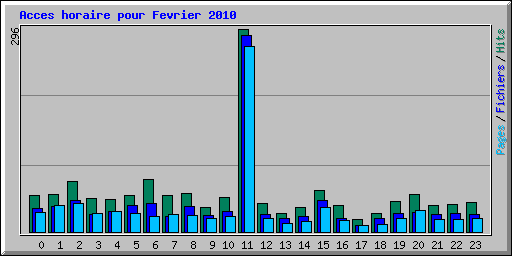 Acces horaire pour Fevrier 2010
296
Pages / Fichiers / Hits
0 1 2 3 4 5 6 7 8 9 10 11 12 13 14 15 16 17 18 19 20 21 22 23